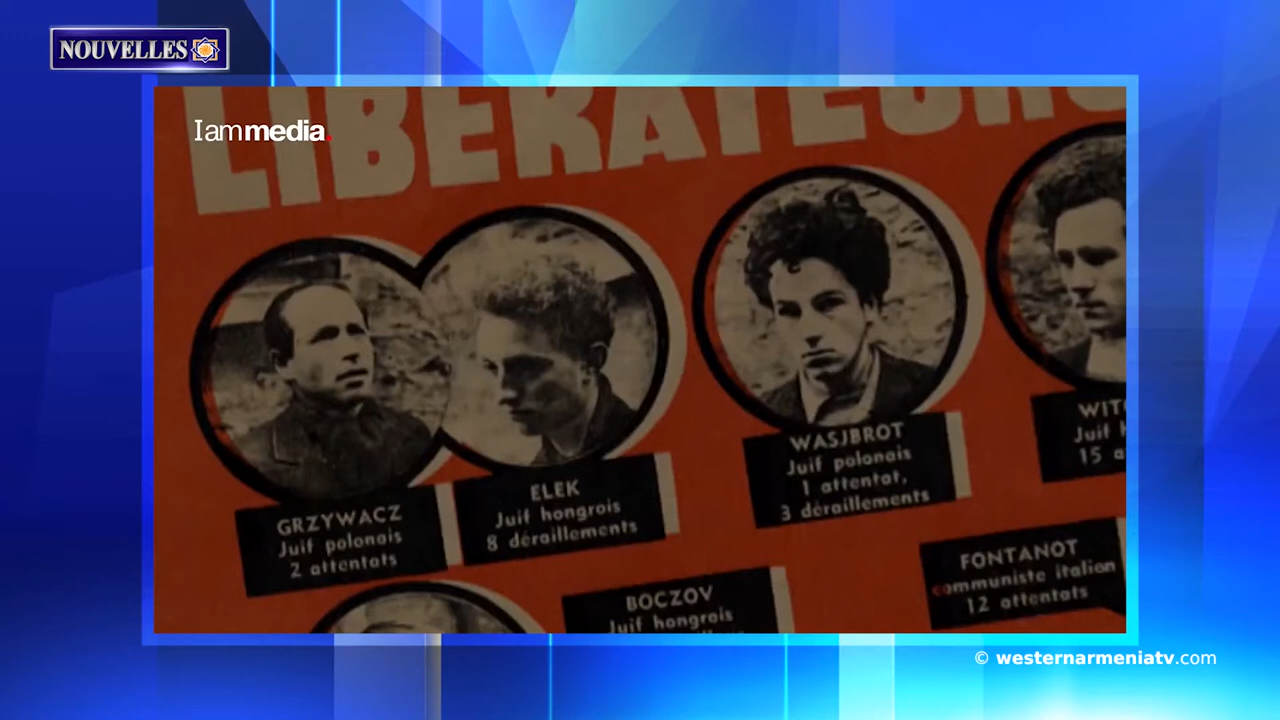 NOUVELLES
Iammedia.
GRZYWACZ
Juif polonais
2 attentats
ELEK
Juif hongrois
8 déraillements
WASJBROT
Juif polonais
1 attentat,
3 déraillements
Juif
15
FONTANOT
communiste italien
12 attentats
BOCZOV
Juif hongrois
© westernarmeniatv.com